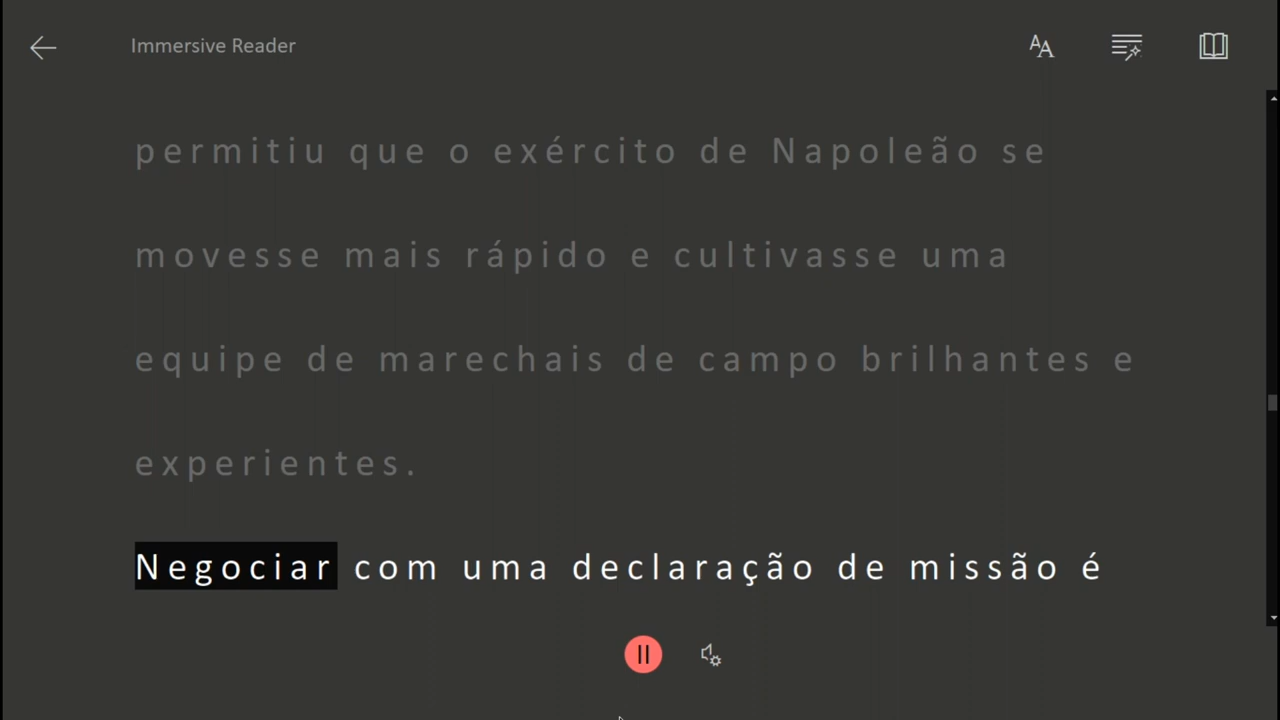 Immersive Reader
permitiu que o exército de Napoleão se
movesse mais rápido e cultivasse uma
equipe de marechais de campo brilhantes e
experientes.
Negociar com uma declaração de missão é